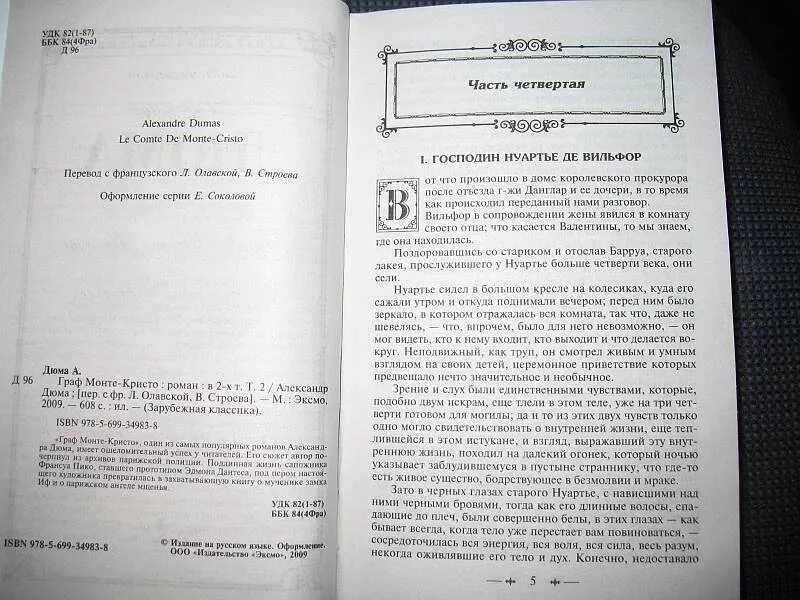 УДК 82(1-87)
ББК 84(4Фра)
Д 96
Alexandre Dumas
Le Comte De Monte-Cristo
Перевод с французского Л. Олавской, В. Строева
Оформление серии Е. Соколовой
Дюма А.
Д 96 Граф Монте-Кристо : роман : в 2-х т. Т. 2 / Александр
Дюма ; [пер. с фр. Л. Олавской, В. Строева]. — М. : Эксмо,
2009. — 608 с. : ил. — (Зарубежная классика).
ISBN 978-5-699-34983-8
«Граф Монте-Кристо», один из самых популярных романов Александ-
ра Дюма, имеет ошеломительный успех у читателей. Его сюжет автор по-
черпнул из архивов парижской полиции. Подлинная жизнь сапожника
Франсуа Пико, ставшего прототипом Эдмона Дантеса, под пером настоя-
щего художника превратилась в захватывающую книгу о мученике замка
Иф и о парижском ангеле мщенья.
УДК 82(1-87)
ББК 84(4Фра)
ISBN 978-5-699-34983-8
© Издание на русском языке. Оформление.
ООО «Издательство «Эксмо», 2009
Часть четвертая
I. ГОСПОДИН НУАРТЬЕ ДЕ ВИЛЬФОР
Вот что произошло в доме королевского прокурора
после отъезда г-жи Данглар и ее дочери, в то время
как происходил переданный нами разговор.
Вильфор в сопровождении жены явился в комнату
своего отца; что касается Валентины, то мы знаем,
где она находилась.
Поздоровавшись со стариком и отослав Барруа, старого
лакея, прослужившего у Нуартье больше четверти века, они
сели.
Нуартье сидел в большом кресле на колесиках, куда его
сажали утром и откуда поднимали вечером; перед ним было
зеркало, в котором отражалась вся комната, так что, даже не
шевелясь, — что, впрочем, было для него невозможно, — он
мог видеть, кто к нему входит, кто выходит и что делается во-
круг. Неподвижный, как труп, он смотрел живым и умным
взглядом на своих детей, церемонное приветствие которых
предвещало нечто значительное и необычное.
Зрение и слух были единственными чувствами, которые,
подобно двум искрам, еще тлели в этом теле, уже на три чет-
верти готовом для могилы; да и то из этих двух чувств только
одно могло свидетельствовать о внутренней жизни, еще теп-
лившейся в этом истукане, и взгляд, выражавший эту внут-
реннюю жизнь, походил на далекий огонек, который ночью
указывает заблудившемуся в пустыне страннику, что где-то
есть живое существо, бодрствующее в безмолвии и мраке.
Зато в черных глазах старого Нуартье, с нависшими над
ними черными бровями, тогда как его длинные волосы, спа-
дающие до плеч, были совершенно белы, в этих глазах — как
бывает всегда, когда тело уже перестает вам повиноваться, —
сосредоточилась вся энергия, вся воля, вся сила, весь разум,
некогда оживлявшие его тело и дух. Конечно, недоставало
5